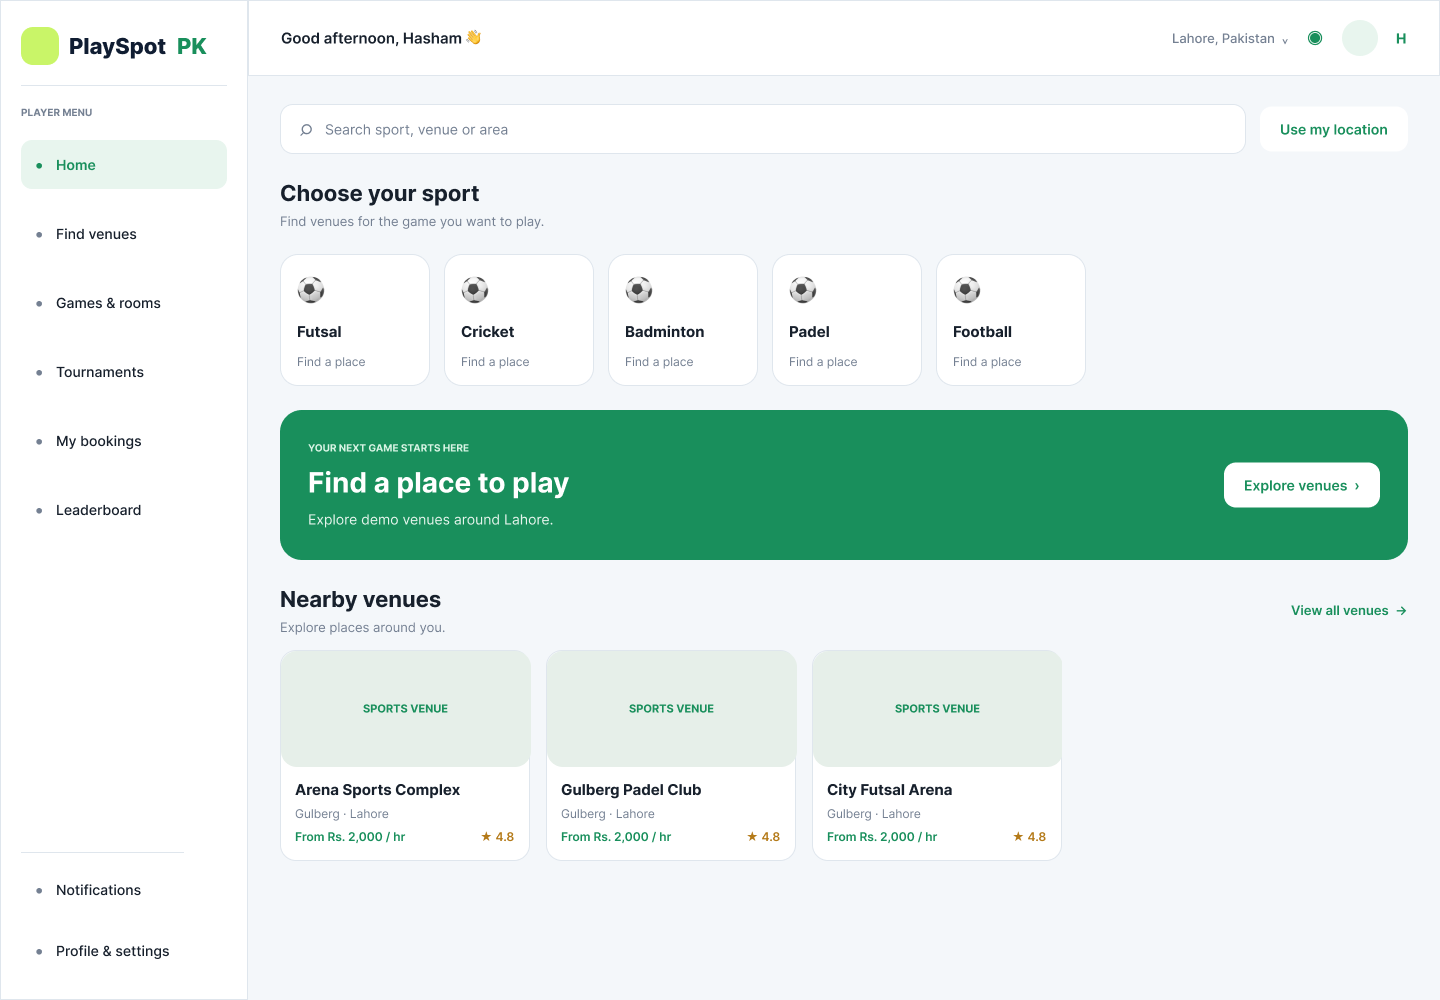 PlaySpot PK
PLAYER MENU
Home
Find venues
Games & rooms
Tournaments
My bookings
Leaderboard
Notifications
Profile & settings
Good afternoon, Hasham 👋
Lahore, Pakistan
H
Search sport, venue or area
Use my location
Choose your sport
Find venues for the game you want to play.
Futsal
Find a place
Cricket
Find a place
Badminton
Find a place
Padel
Find a place
Football
Find a place
YOUR NEXT GAME STARTS HERE
Find a place to play
Explore demo venues around Lahore.
Explore venues ›
Nearby venues
Explore places around you.
View all venues →
SPORTS VENUE
Arena Sports Complex
Gulberg · Lahore
From Rs. 2,000 / hr ★ 4.8
SPORTS VENUE
Gulberg Padel Club
Gulberg · Lahore
From Rs. 2,000 / hr ★ 4.8
SPORTS VENUE
City Futsal Arena
Gulberg · Lahore
From Rs. 2,000 / hr ★ 4.8